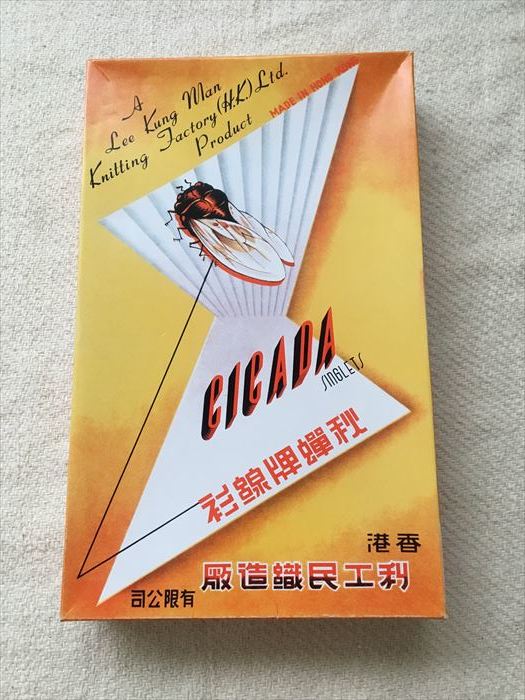 A
Lee Kung Man
Knitting Factory (H.K.) Ltd.
Product
MADE IN HONG KONG
CICADA
SINGLETS
秋蟬牌線衫
香港
利工民織造廠
有限公司